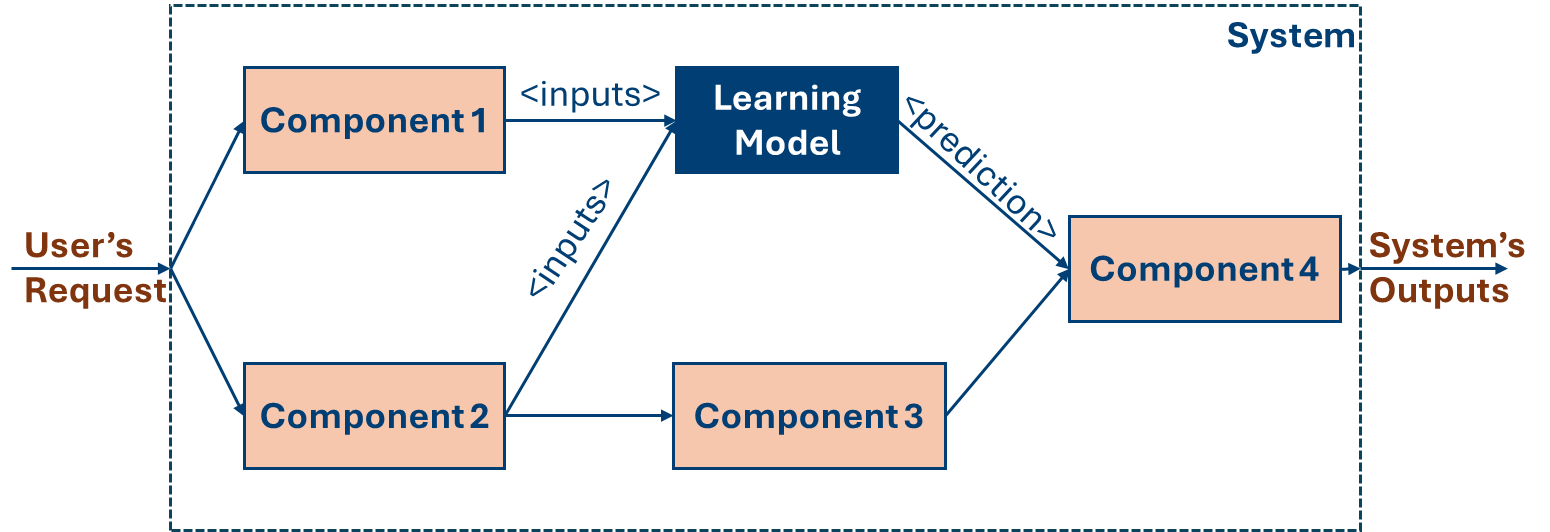 System
Component 1
<inputs>
Learning
Model
<prediction>
<inputs>
User's
Request
Component 4
System's
Outputs
Component 2
Component 3